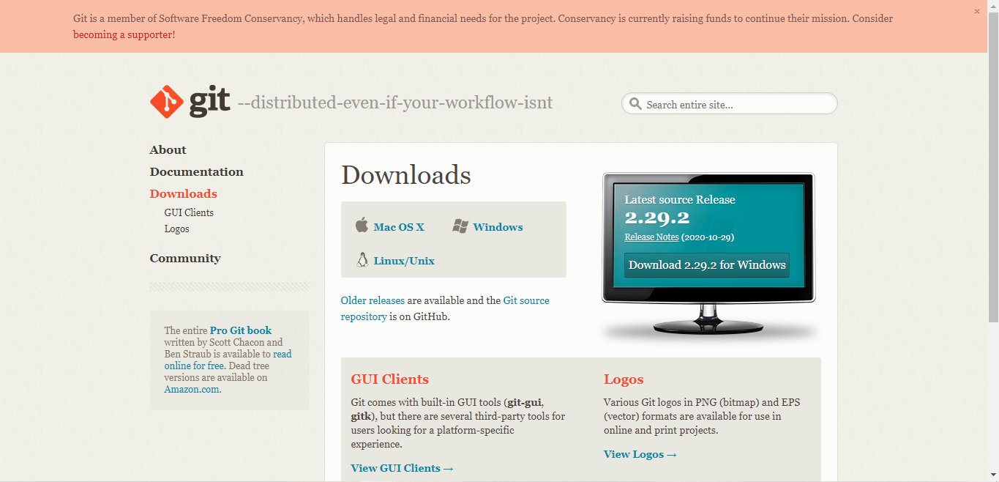 Git is a member of Software Freedom Conservancy, which handles legal and financial needs for the project. Conservancy is currently raising funds to continue their mission. Consider
becoming a supporter!
×
git --distributed-even-if-your-workflow-isnt
Search entire site...
About
Documentation
Downloads
GUI Clients
Logos
Community
The entire Pro Git book
written by Scott Chacon and
Ben Straub is available to read
online for free. Dead tree
versions are available on
Amazon.com.
Downloads
Mac OS X
Windows
Linux/Unix
Older releases are available and the Git source
repository is on GitHub.
Latest source Release
2.29.2
Release Notes (2020-10-29)
Download 2.29.2 for Windows
GUI Clients
Git comes with built-in GUI tools (git-gui,
gitk), but there are several third-party tools for
users looking for a platform-specific
experience.
View GUI Clients →
Logos
Various Git logos in PNG (bitmap) and EPS
(vector) formats are available for use in
online and print projects.
View Logos →